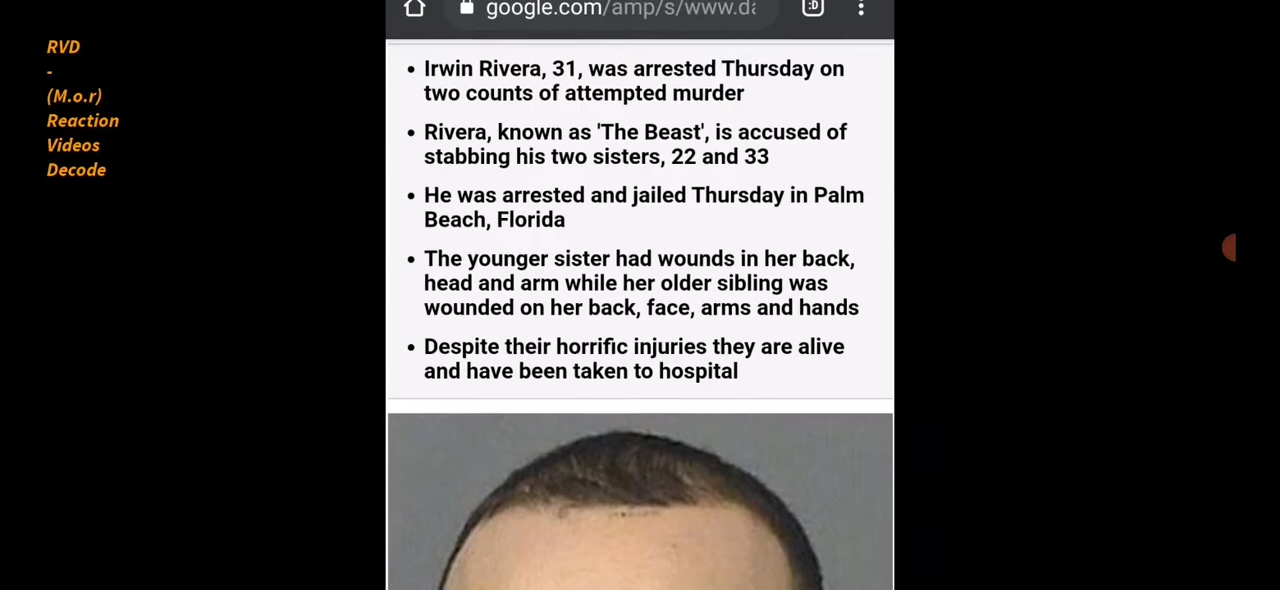 RVD
-
(M.o.r)
Reaction
Videos
Decode
google.com/amp/s/www.da
:D
• Irwin Rivera, 31, was arrested Thursday on
two counts of attempted murder
• Rivera, known as 'The Beast', is accused of
stabbing his two sisters, 22 and 33
• He was arrested and jailed Thursday in Palm
Beach, Florida
• The younger sister had wounds in her back,
head and arm while her older sibling was
wounded on her back, face, arms and hands
• Despite their horrific injuries they are alive
and have been taken to hospital